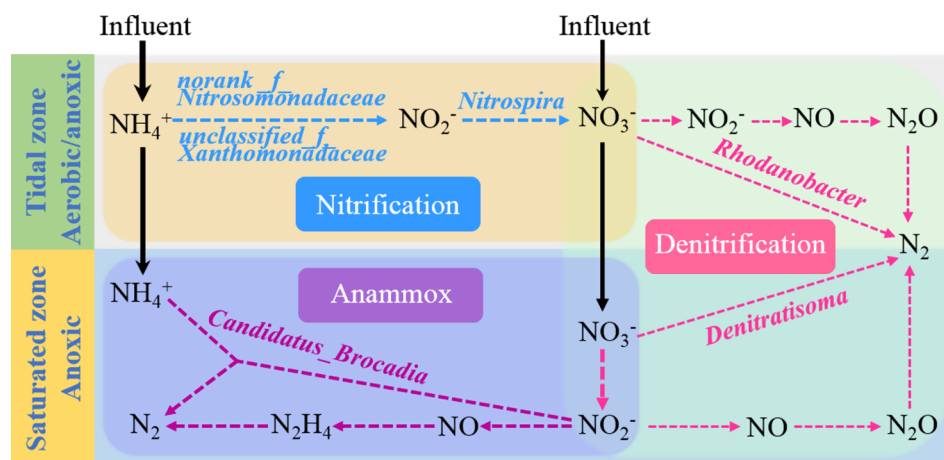 Influent
Influent
Tidal zone
Aerobic/anoxic
NH₄⁺
norank_f_
Nitrosomonadaceae
unclassified_f_
Xanthomonadaceae
NO₂⁻
Nitrospira
NO₃⁻
NO₂⁻
NO
N₂O
Rhodanobacter
Nitrification
Denitrification
N₂
Saturated zone
Anoxic
NH₄⁺
Anammox
Candidatus_Brocadia
NO₃⁻
Denitratisoma
N₂
N₂H₄
NO
NO₂⁻
NO
N₂O